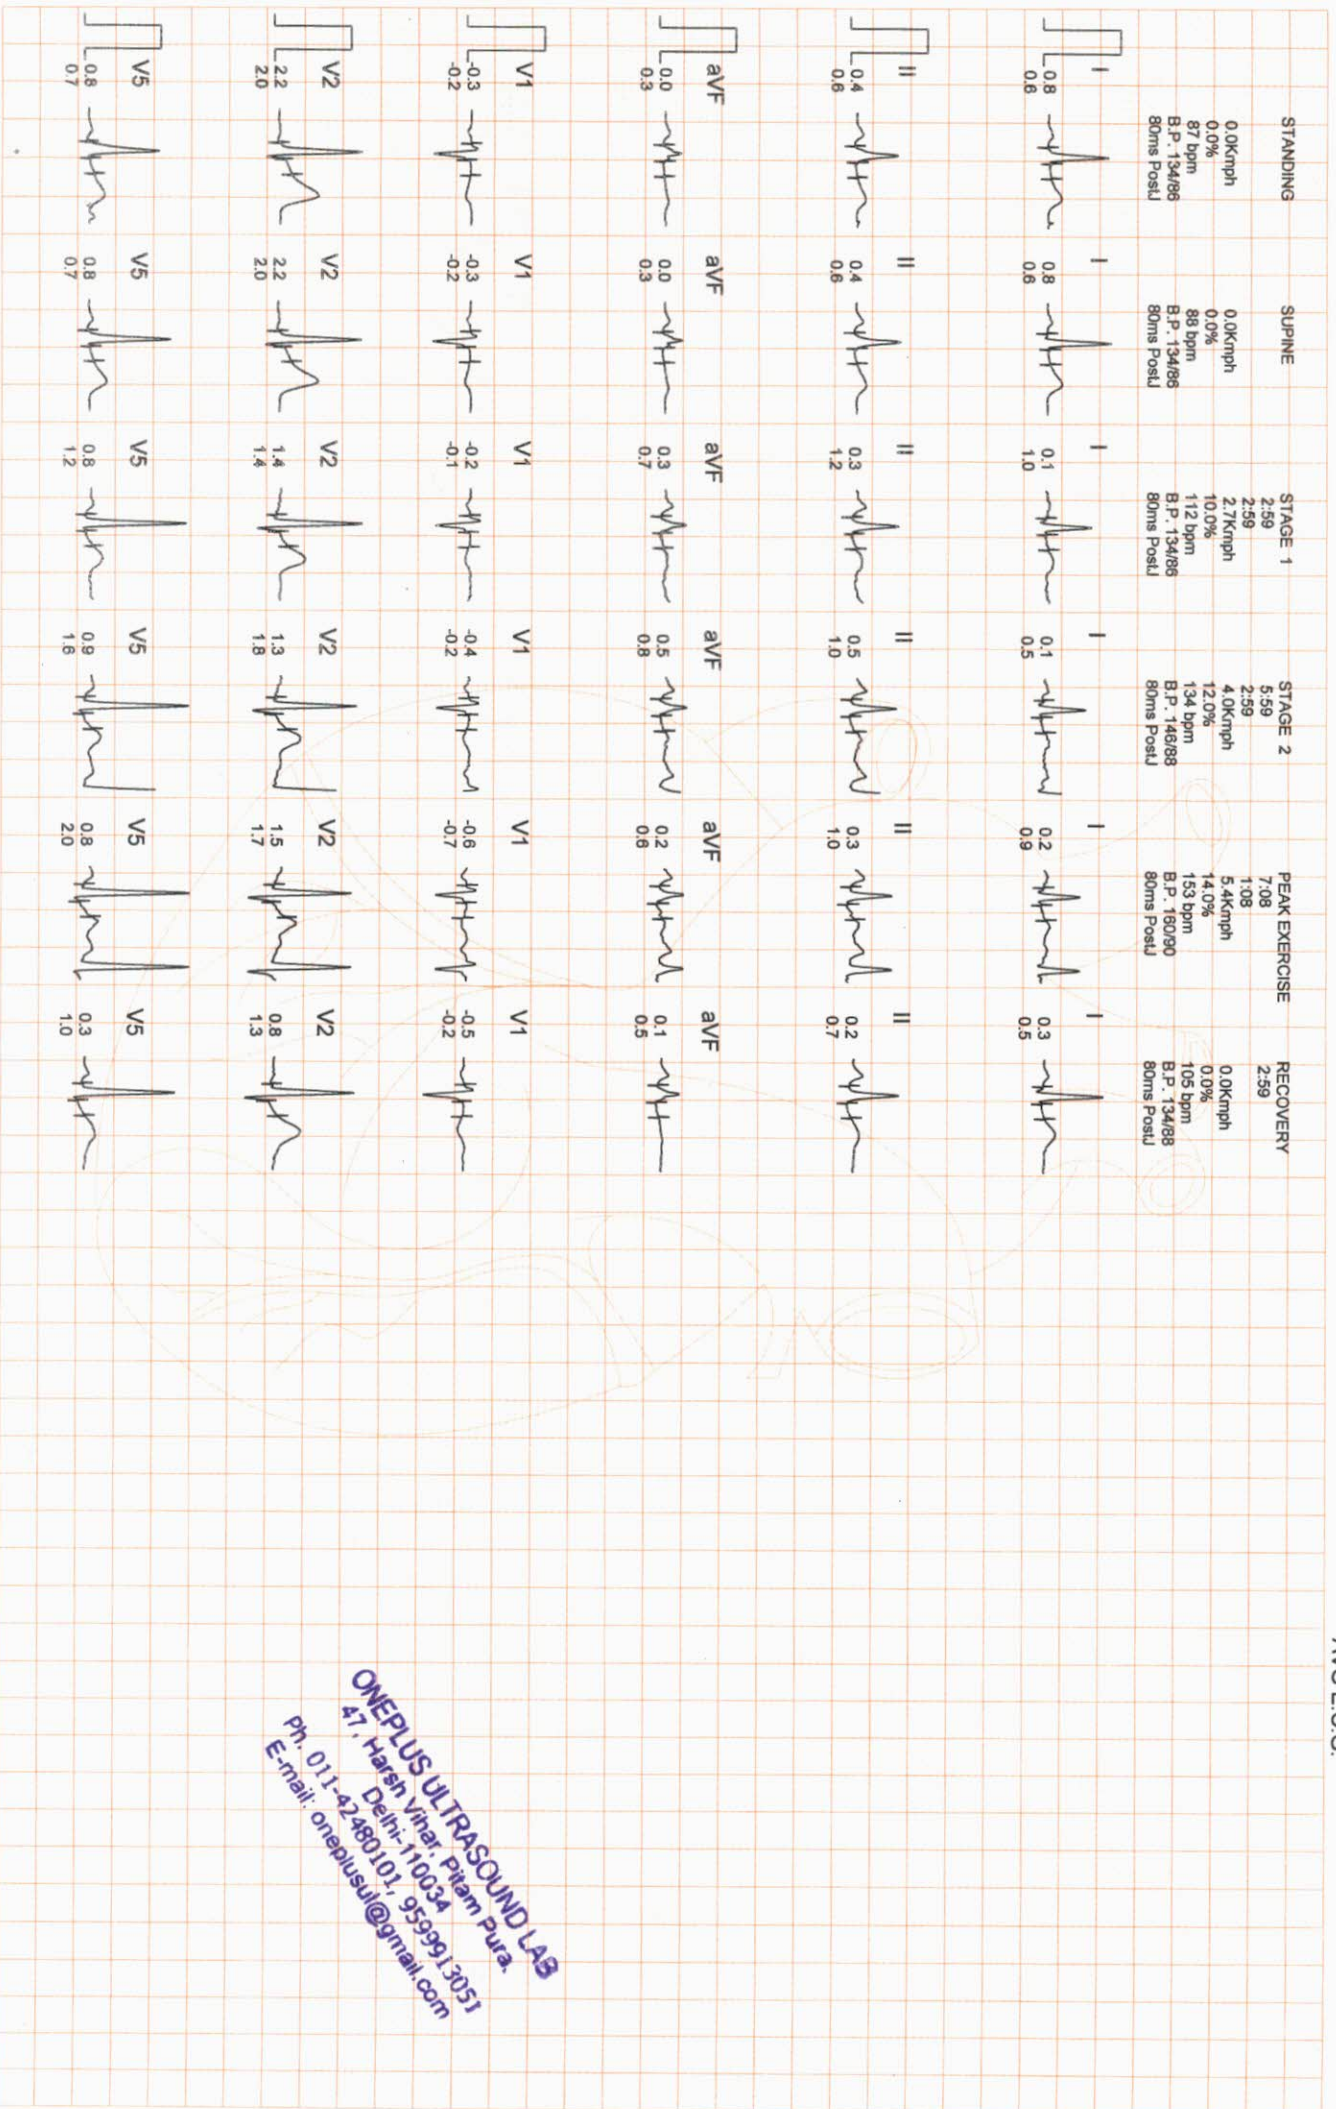 AVG E.C.G.
STANDING
0.0Kmph
0.0%
87 bpm
B.P. 134/86
80ms PostJ
SUPINE
0.0Kmph
0.0%
88 bpm
B.P. 134/86
80ms PostJ
STAGE 1
2:59
2:59
2.7Kmph
10.0%
112 bpm
B.P. 134/86
80ms PostJ
STAGE 2
5:59
2:59
4.0Kmph
12.0%
134 bpm
B.P. 146/88
80ms PostJ
PEAK EXERCISE
7:08
1:08
5.4Kmph
14.0%
153 bpm
B.P. 160/90
80ms PostJ
RECOVERY
2:59
0.0Kmph
0.0%
105 bpm
B.P. 134/88
80ms PostJ
I I I I I I
0.8 0.8 0.1 0.1 0.2 0.3
0.6 0.6 1.0 0.5 0.9 0.5
II II II II II II
0.4 0.4 0.3 0.5 0.3 0.2
0.6 0.6 1.2 1.0 1.0 0.7
aVF aVF aVF aVF aVF aVF
0.0 0.0 0.3 0.5 0.2 0.1
0.3 0.3 0.7 0.8 0.6 0.5
V1 V1 V1 V1 V1 V1
-0.3 -0.3 -0.2 -0.4 -0.6 -0.5
-0.2 -0.2 -0.1 -0.2 -0.7 -0.2
V2 V2 V2 V2 V2 V2
2.2 2.2 1.4 1.3 1.5 0.8
2.0 2.0 1.4 1.8 1.7 1.3
V5 V5 V5 V5 V5 V5
0.8 0.8 0.8 0.9 0.8 0.3
0.7 0.7 1.2 1.6 2.0 1.0
ONEPLUS ULTRASOUND LAB
47, Harsh Vihar, Pitam Pura,
Delhi-110034
Ph. 011-42480101, 9599913051
E-mail: oneplusul@gmail.com